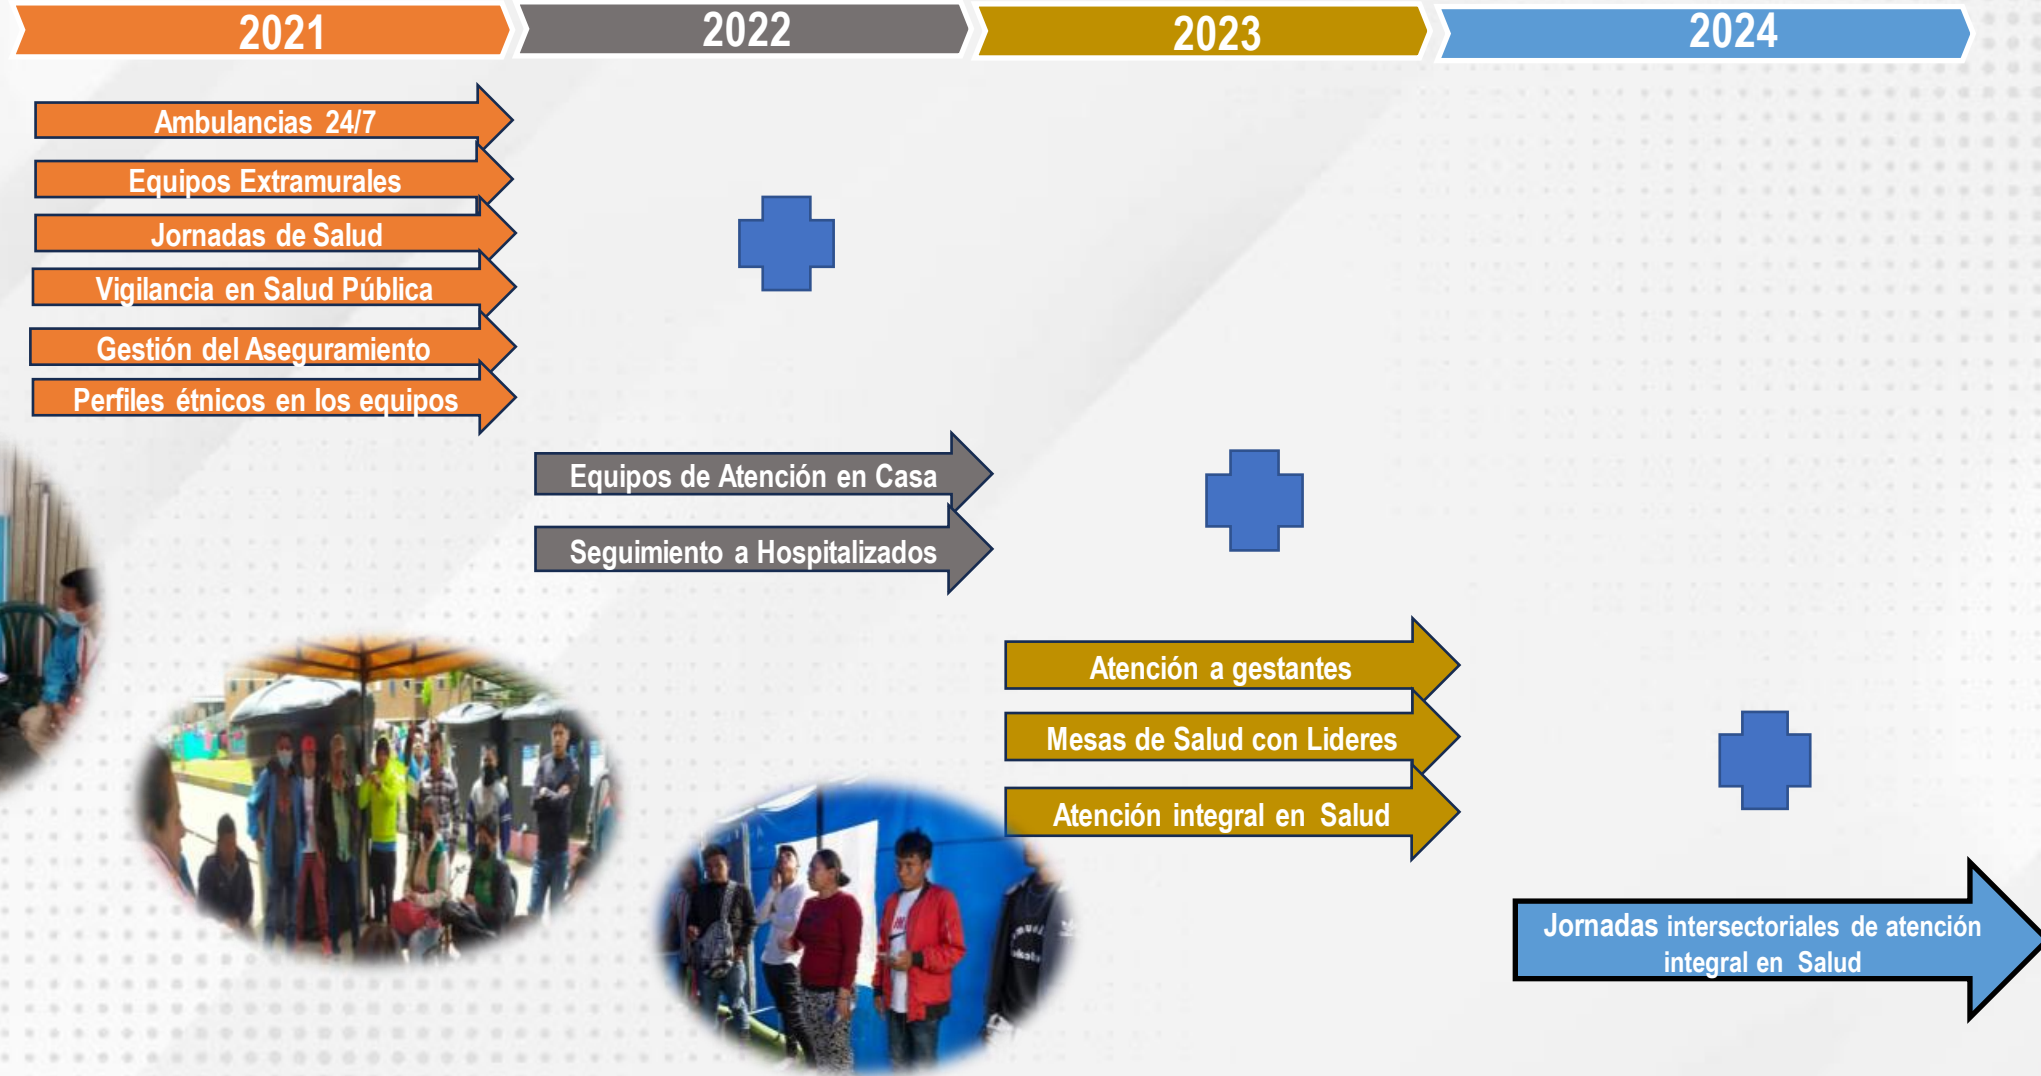 2021
2022
2023
2024
Ambulancias 24/7
Equipos Extramurales
Jornadas de Salud
Vigilancia en Salud Pública
Gestión del Aseguramiento
Perfiles étnicos en los equipos
Equipos de Atención en Casa
Seguimiento a Hospitalizados
Atención a gestantes
Mesas de Salud con Lideres
Atención integral en Salud
Jornadas intersectoriales de atención
integral en Salud